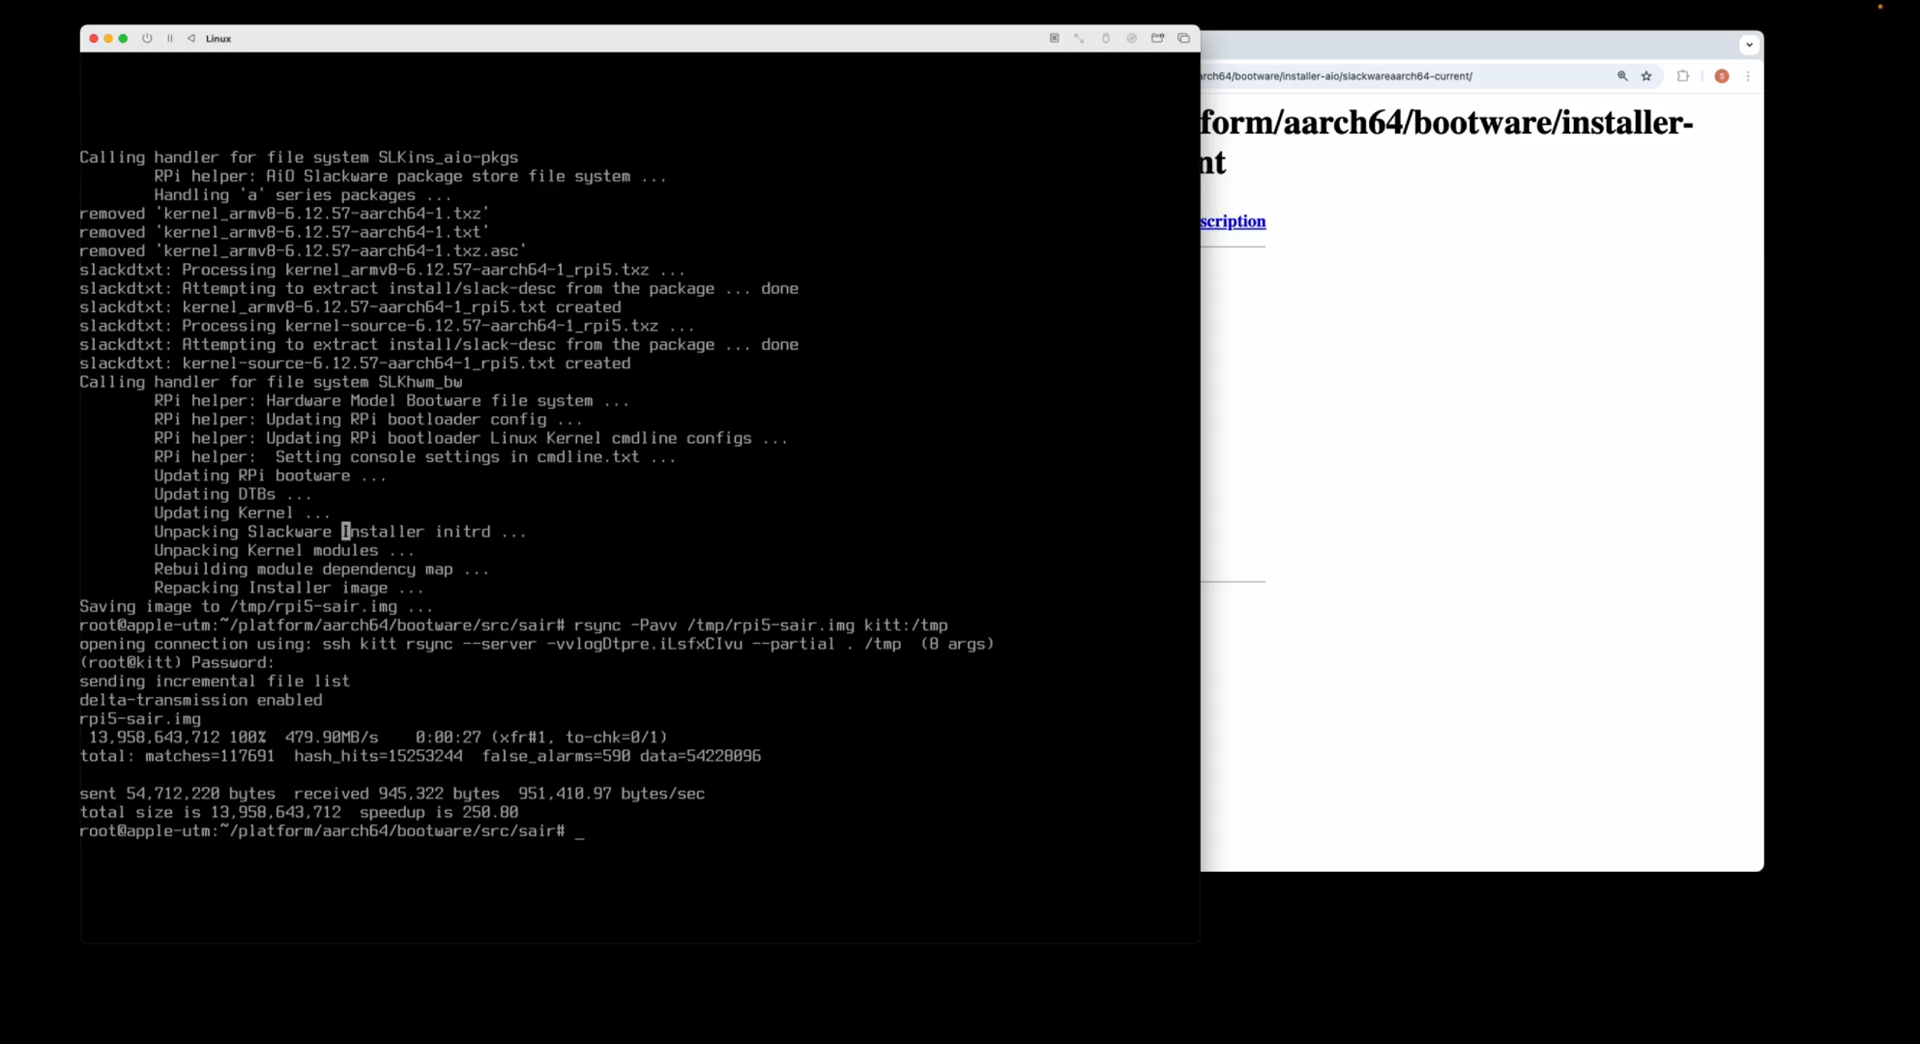 Linux
Calling handler for file system SLKins_aio-pkgs
RPi helper: AiO Slackware package store file system ...
Handling 'a' series packages ...
removed 'kernel_armv8-6.12.57-aarch64-1.txz'
removed 'kernel_armv8-6.12.57-aarch64-1.txt'
removed 'kernel_armv8-6.12.57-aarch64-1.txz.asc'
slackdtxt: Processing kernel_armv8-6.12.57-aarch64-1_rpi5.txz ...
slackdtxt: Attempting to extract install/slack-desc from the package ... done
slackdtxt: kernel_armv8-6.12.57-aarch64-1_rpi5.txt created
slackdtxt: Processing kernel-source-6.12.57-aarch64-1_rpi5.txz ...
slackdtxt: Attempting to extract install/slack-desc from the package ... done
slackdtxt: kernel-source-6.12.57-aarch64-1_rpi5.txt created
Calling handler for file system SLKhwm_bw
RPi helper: Hardware Model Bootware file system ...
RPi helper: Updating RPi bootloader config ...
RPi helper: Updating RPi bootloader Linux Kernel cmdline configs ...
RPi helper:  Setting console settings in cmdline.txt ...
Updating RPi bootware ...
Updating DTBs ...
Updating Kernel ...
Unpacking Slackware Installer initrd ...
Unpacking Kernel modules ...
Rebuilding module dependency map ...
Repacking Installer image ...
Saving image to /tmp/rpi5-sair.img ...
root@apple-utm:~/platform/aarch64/bootware/src/sair# rsync -Pavv /tmp/rpi5-sair.img kitt:/tmp
opening connection using: ssh kitt rsync --server -vvlogDtpre.iLsfxCIvu --partial . /tmp  (8 args)
(root@kitt) Password:
sending incremental file list
delta-transmission enabled
rpi5-sair.img
13,958,643,712 100%  479.90MB/s    0:00:27 (xfr#1, to-chk=0/1)
total: matches=117691  hash_hits=15253244  false_alarms=590 data=54228096
sent 54,712,220 bytes  received 945,322 bytes  951,410.97 bytes/sec
total size is 13,958,643,712  speedup is 250.80
root@apple-utm:~/platform/aarch64/bootware/src/sair# _
arch64/bootware/installer-aio/slackwareaarch64-current/
S
form/aarch64/bootware/installer-
nt
scription